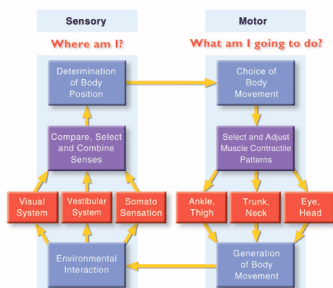 Sensory
Motor
Where am I?
What am I going to do?
Determination
of Body
Position
Choice of
Body
Movement
Compare, Select
and Combine
Senses
Select and Adjust
Muscle Contractile
Patterns
Visual
System
Vestibular
System
Somato
Sensation
Ankle,
Thigh
Trunk,
Neck
Eye,
Head
Environmental
Interaction
Generation
of Body
Movement